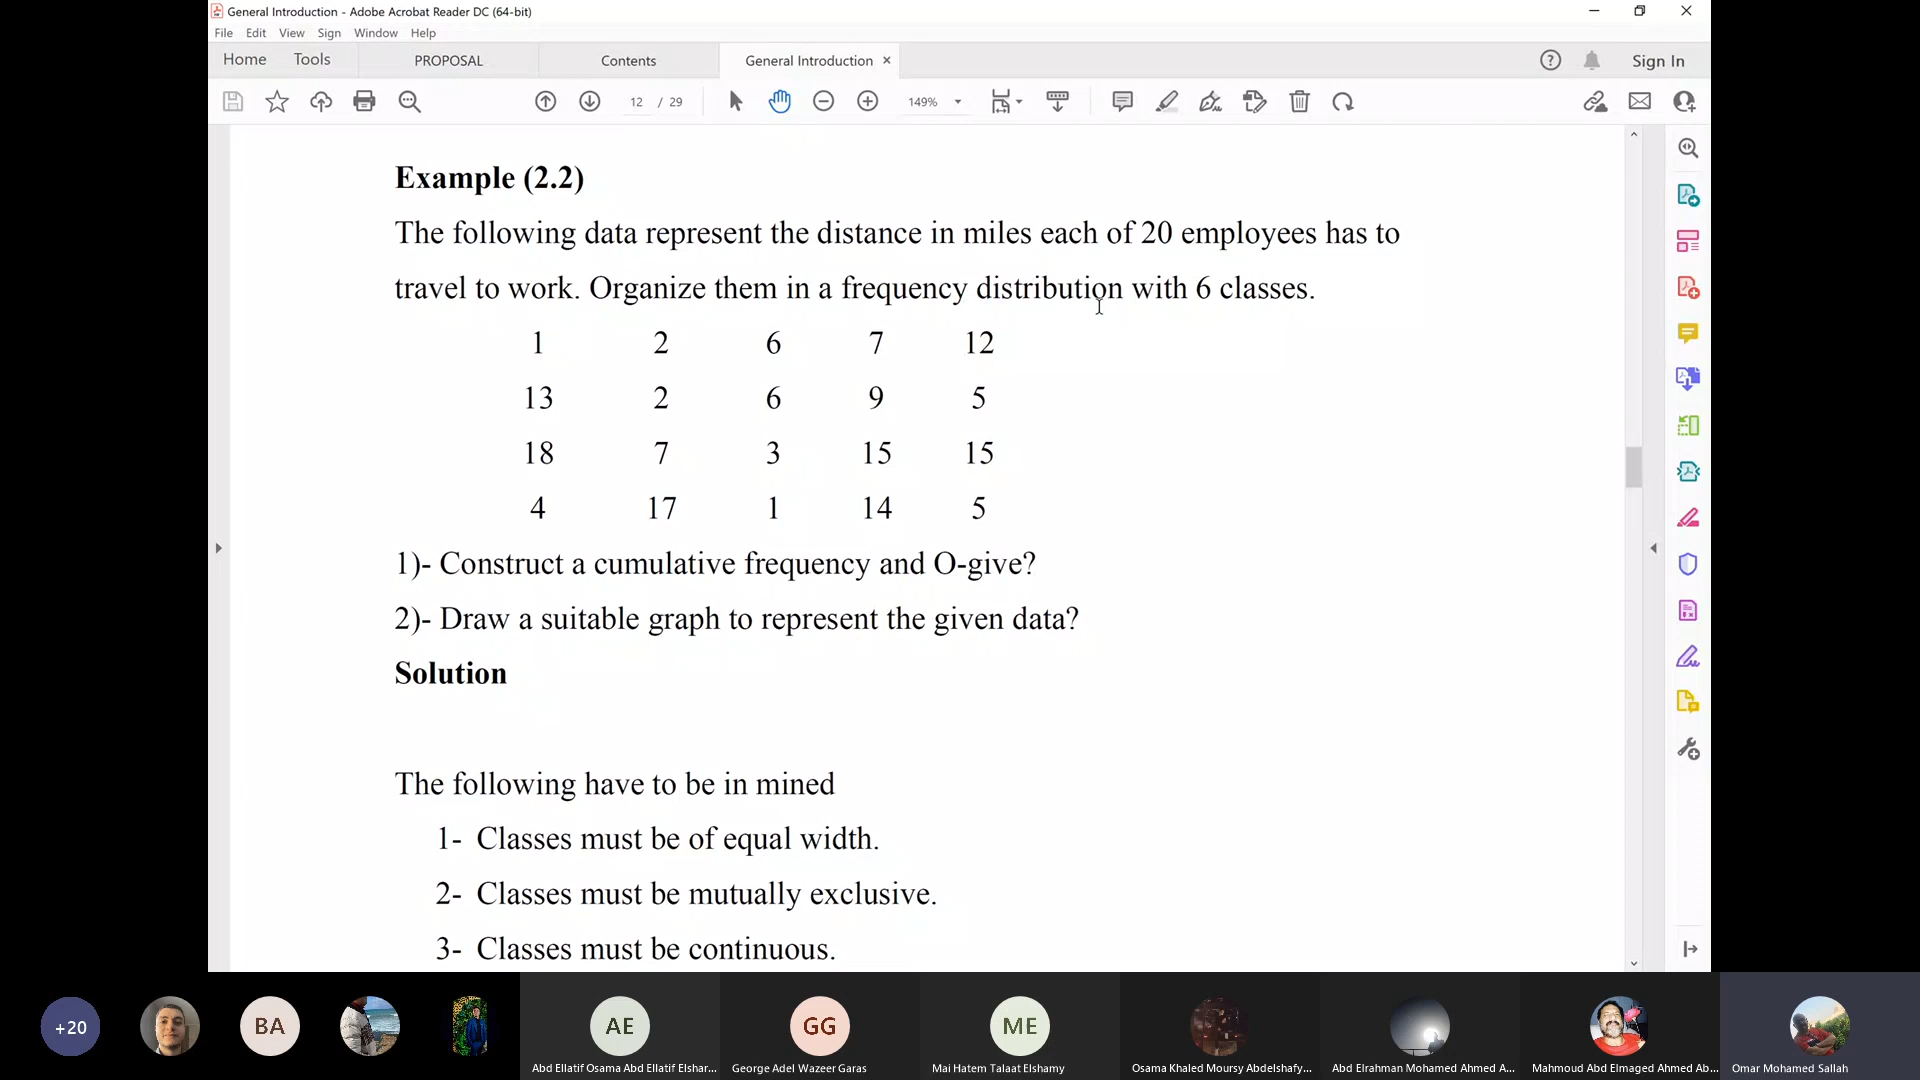 General Introduction - Adobe Acrobat Reader DC (64-bit)
File Edit View Sign Window Help
Home Tools PROPOSAL Contents General Introduction × Sign In
12 / 29 149%
Example (2.2)
The following data represent the distance in miles each of 20 employees has to
travel to work. Organize them in a frequency distribution with 6 classes.
1 2 6 7 12
13 2 6 9 5
18 7 3 15 15
4 17 1 14 5
1)- Construct a cumulative frequency and O-give?
2)- Draw a suitable graph to represent the given data?
Solution
The following have to be in mined
1- Classes must be of equal width.
2- Classes must be mutually exclusive.
3- Classes must be continuous.
+20 BA AE GG ME
Abd Ellatif Osama Abd Ellatif Elshar... George Adel Wazeer Garas Mai Hatem Talaat Elshamy Osama Khaled Moursy Abdelshafy... Abd Elrahman Mohamed Ahmed A... Mahmoud Abd Elmaged Ahmed Ab... Omar Mohamed Sallah